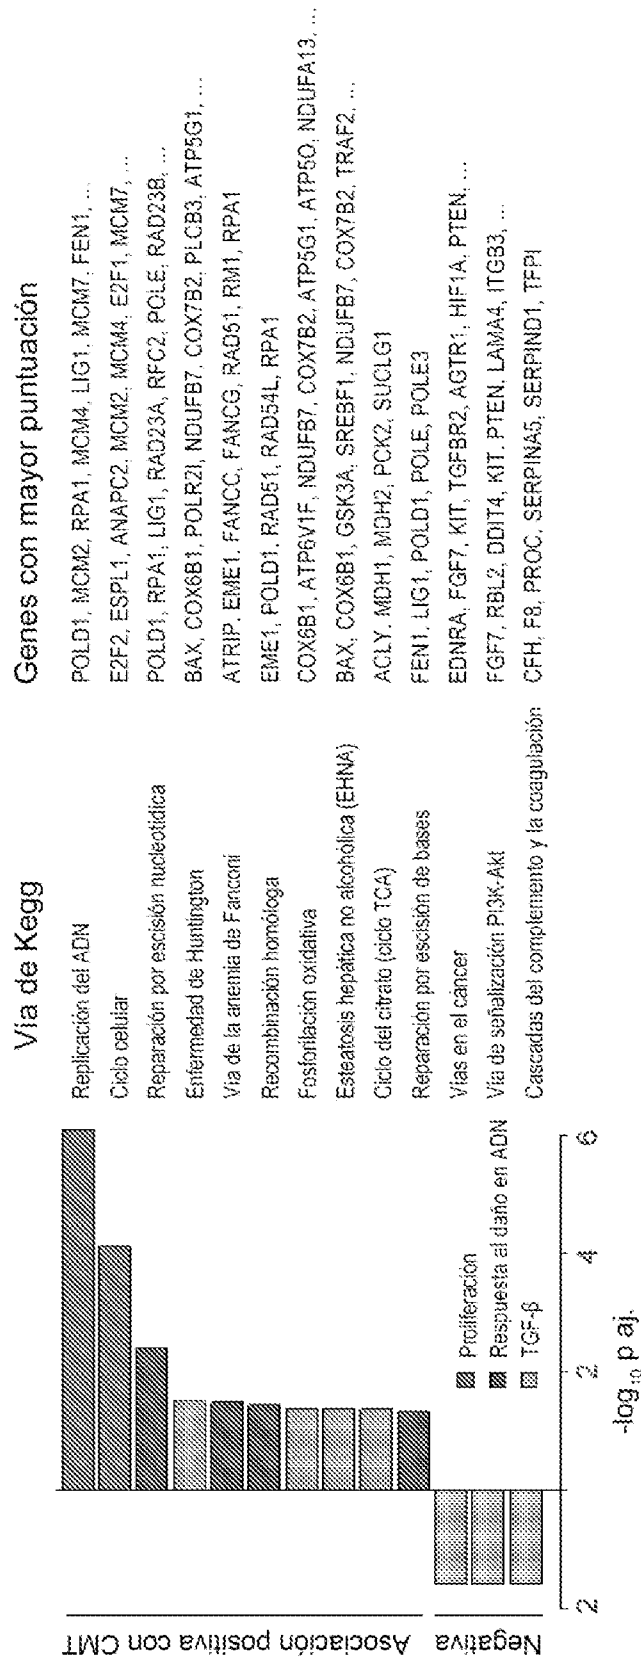 Vía de Kegg
Genes con mayor puntuación
Replicación del ADN
POLD1, MCM2, RPA1, MCM4, LIG1, MCM7, FEN1, ...
Ciclo celular
E2F2, ESPL1, ANAPC2, MCM2, MCM4, E2F1, MCM7, ...
Reparación por escisión nucleotídica
POLD1, RPA1, LIG1, RAD23A, RFC2, POLE, RAD23B, ...
Enfermedad de Huntington
BAX, COX6B1, POLR2I, NDUFB7, COX7B2, PLCB3, ATP5G1, ...
Vía de la anemia de Fanconi
ATRIP, EME1, FANCC, FANCG, RAD51, RM1, RPA1
Recombinación homóloga
EME1, POLD1, RAD51, RAD54L, RPA1
Fosforilación oxidativa
COX6B1, ATP6V1F, NDUFB7, COX7B2, ATP5G1, ATP5O, NDUFA13, ...
Esteatosis hepática no alcohólica (EHNA)
BAX, COX6B1, GSK3A, SREBF1, NDUFB7, COX7B2, TRAF2, ...
Ciclo del citrato (ciclo TCA)
ACLY, MDH1, MDH2, PCK2, SUCLG1
Reparación por escisión de bases
FEN1, LIG1, POLD1, POLE, POLE3
Vías en el cáncer
EDNRA, FGF7, KIT, TGFBR2, AGTR1, HIF1A, PTEN, ...
Vía de señalización PI3K-Akt
FGF7, RBL2, DDIT4, KIT, PTEN, LAMA4, ITGB3, ...
Cascadas del complemento y la coagulación
CFH, F8, PROC, SERPINA5, SERPIND1, TFPI
Asociación positiva con CMT
Negativa
Proliferación
Respuesta al daño en ADN
TGF-β
2 2 4 6
-log₁₀ p aj.